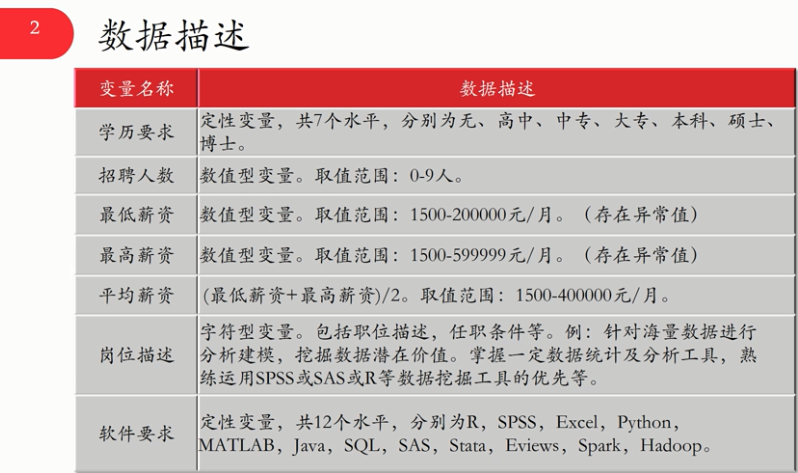 2
数据描述
变量名称 数据描述
学历要求 定性变量，共7个水平，分别为无、高中、中专、大专、本科、硕士、
博士。
招聘人数 数值型变量。取值范围：0-9人。
最低薪资 数值型变量。取值范围：1500-200000元/月。（存在异常值）
最高薪资 数值型变量。取值范围：1500-599999元/月。（存在异常值）
平均薪资 (最低薪资+最高薪资)/2。取值范围：1500-400000元/月。
岗位描述 字符型变量。包括职位描述，任职条件等。例：针对海量数据进行
分析建模，挖掘数据潜在价值。掌握一定数据统计及分析工具，熟
练运用SPSS或SAS或R等数据挖掘工具的优先等。
软件要求 定性变量，共12个水平，分别为R，SPSS，Excel，Python，
MATLAB，Java，SQL，SAS，Stata，Eviews，Spark，Hadoop。